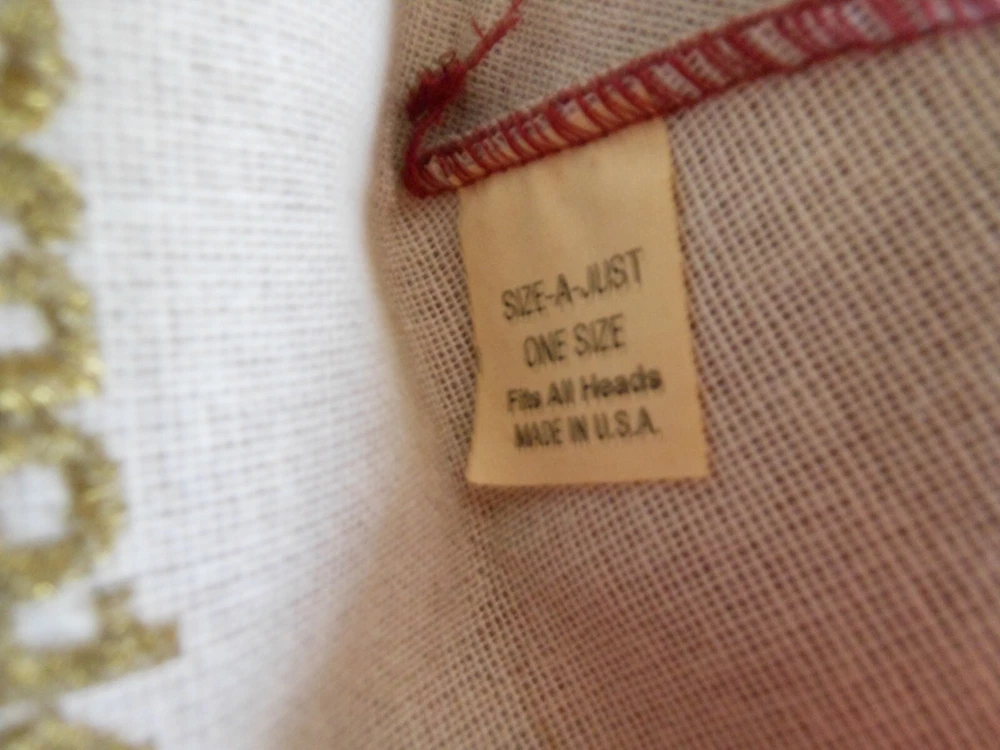 SIZE-A-JUST
ONE SIZE
Fits All Heads
MADE IN U.S.A.